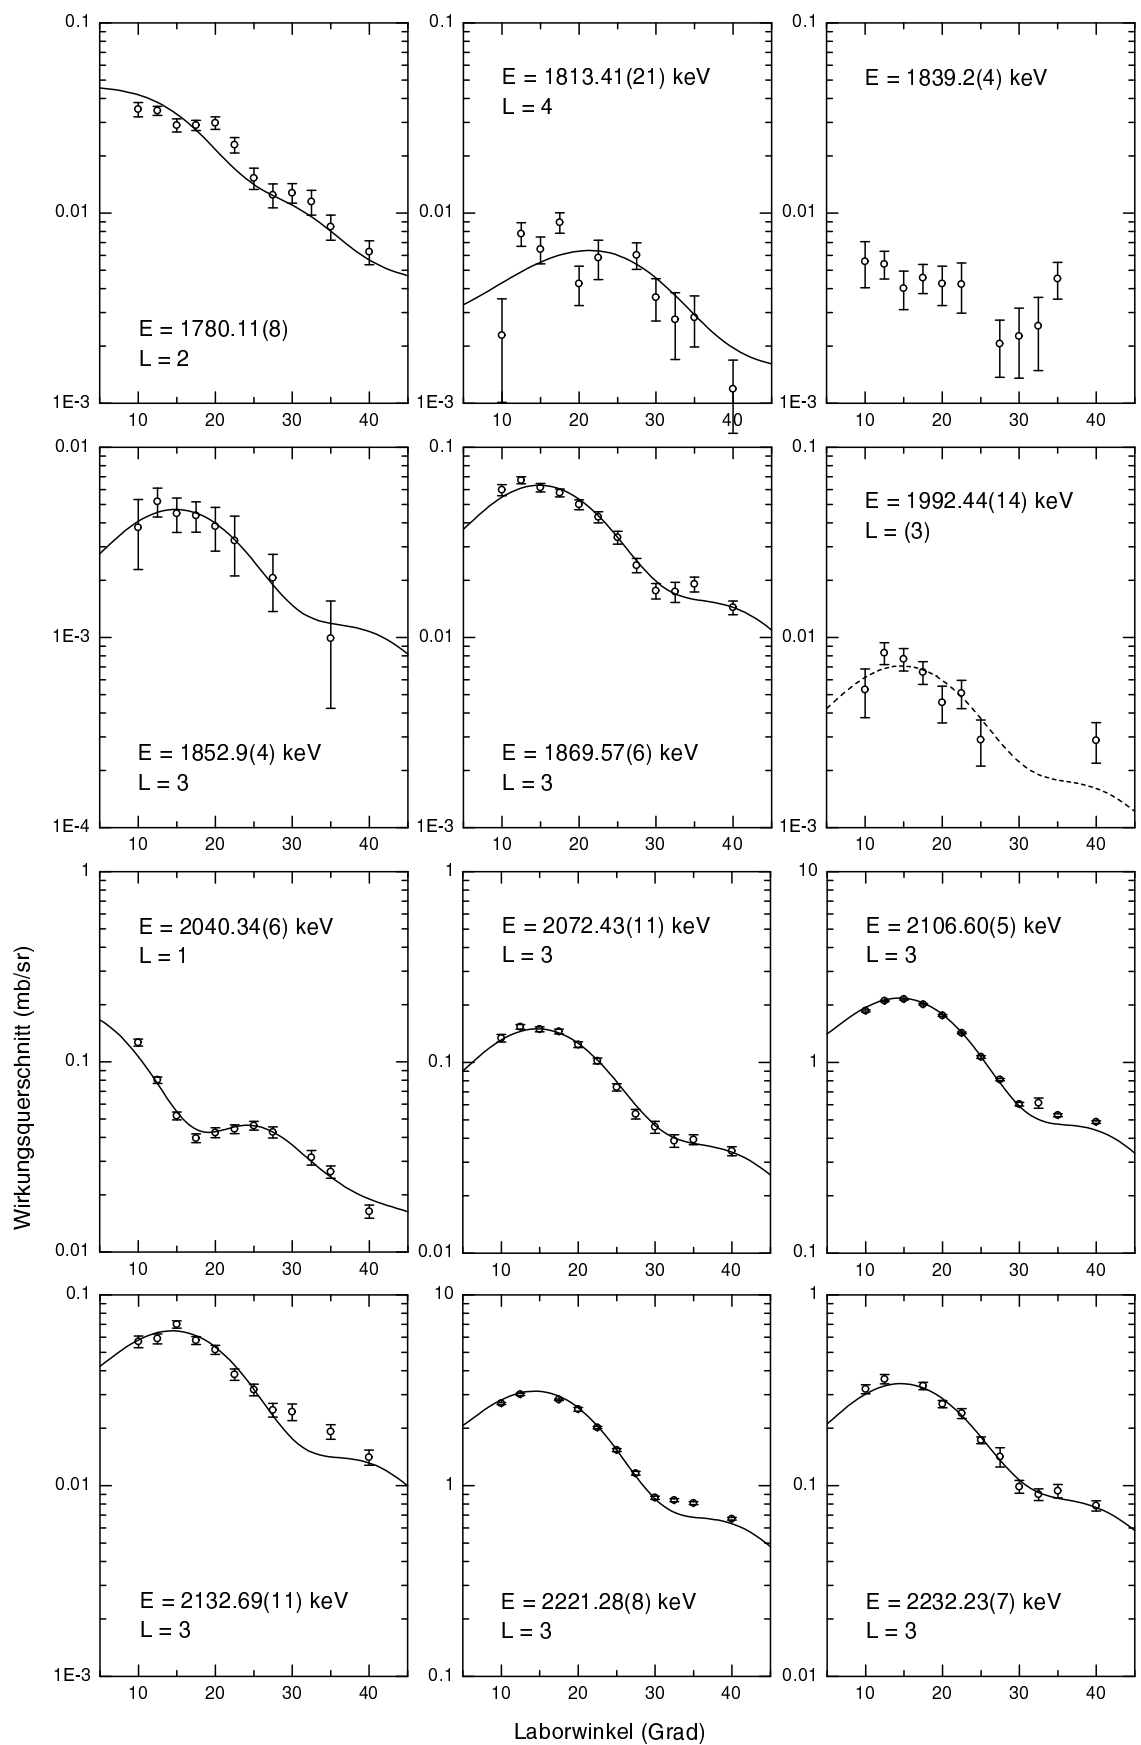 0.1
0.01
1E-3
E = 1780.11(8)
L = 2
10 20 30 40
0.1
0.01
1E-3
E = 1813.41(21) keV
L = 4
10 20 30 40
0.1
0.01
1E-3
E = 1839.2(4) keV
10 20 30 40
0.01
1E-3
1E-4
E = 1852.9(4) keV
L = 3
10 20 30 40
0.1
0.01
1E-3
E = 1869.57(6) keV
L = 3
10 20 30 40
0.1
0.01
1E-3
E = 1992.44(14) keV
L = (3)
10 20 30 40
Wirkungsquerschnitt (mb/sr)
1
0.1
0.01
E = 2040.34(6) keV
L = 1
10 20 30 40
1
0.1
0.01
E = 2072.43(11) keV
L = 3
10 20 30 40
10
1
0.1
E = 2106.60(5) keV
L = 3
10 20 30 40
0.1
0.01
1E-3
E = 2132.69(11) keV
L = 3
10 20 30 40
10
1
0.1
E = 2221.28(8) keV
L = 3
10 20 30 40
1
0.1
0.01
E = 2232.23(7) keV
L = 3
10 20 30 40
Laborwinkel (Grad)